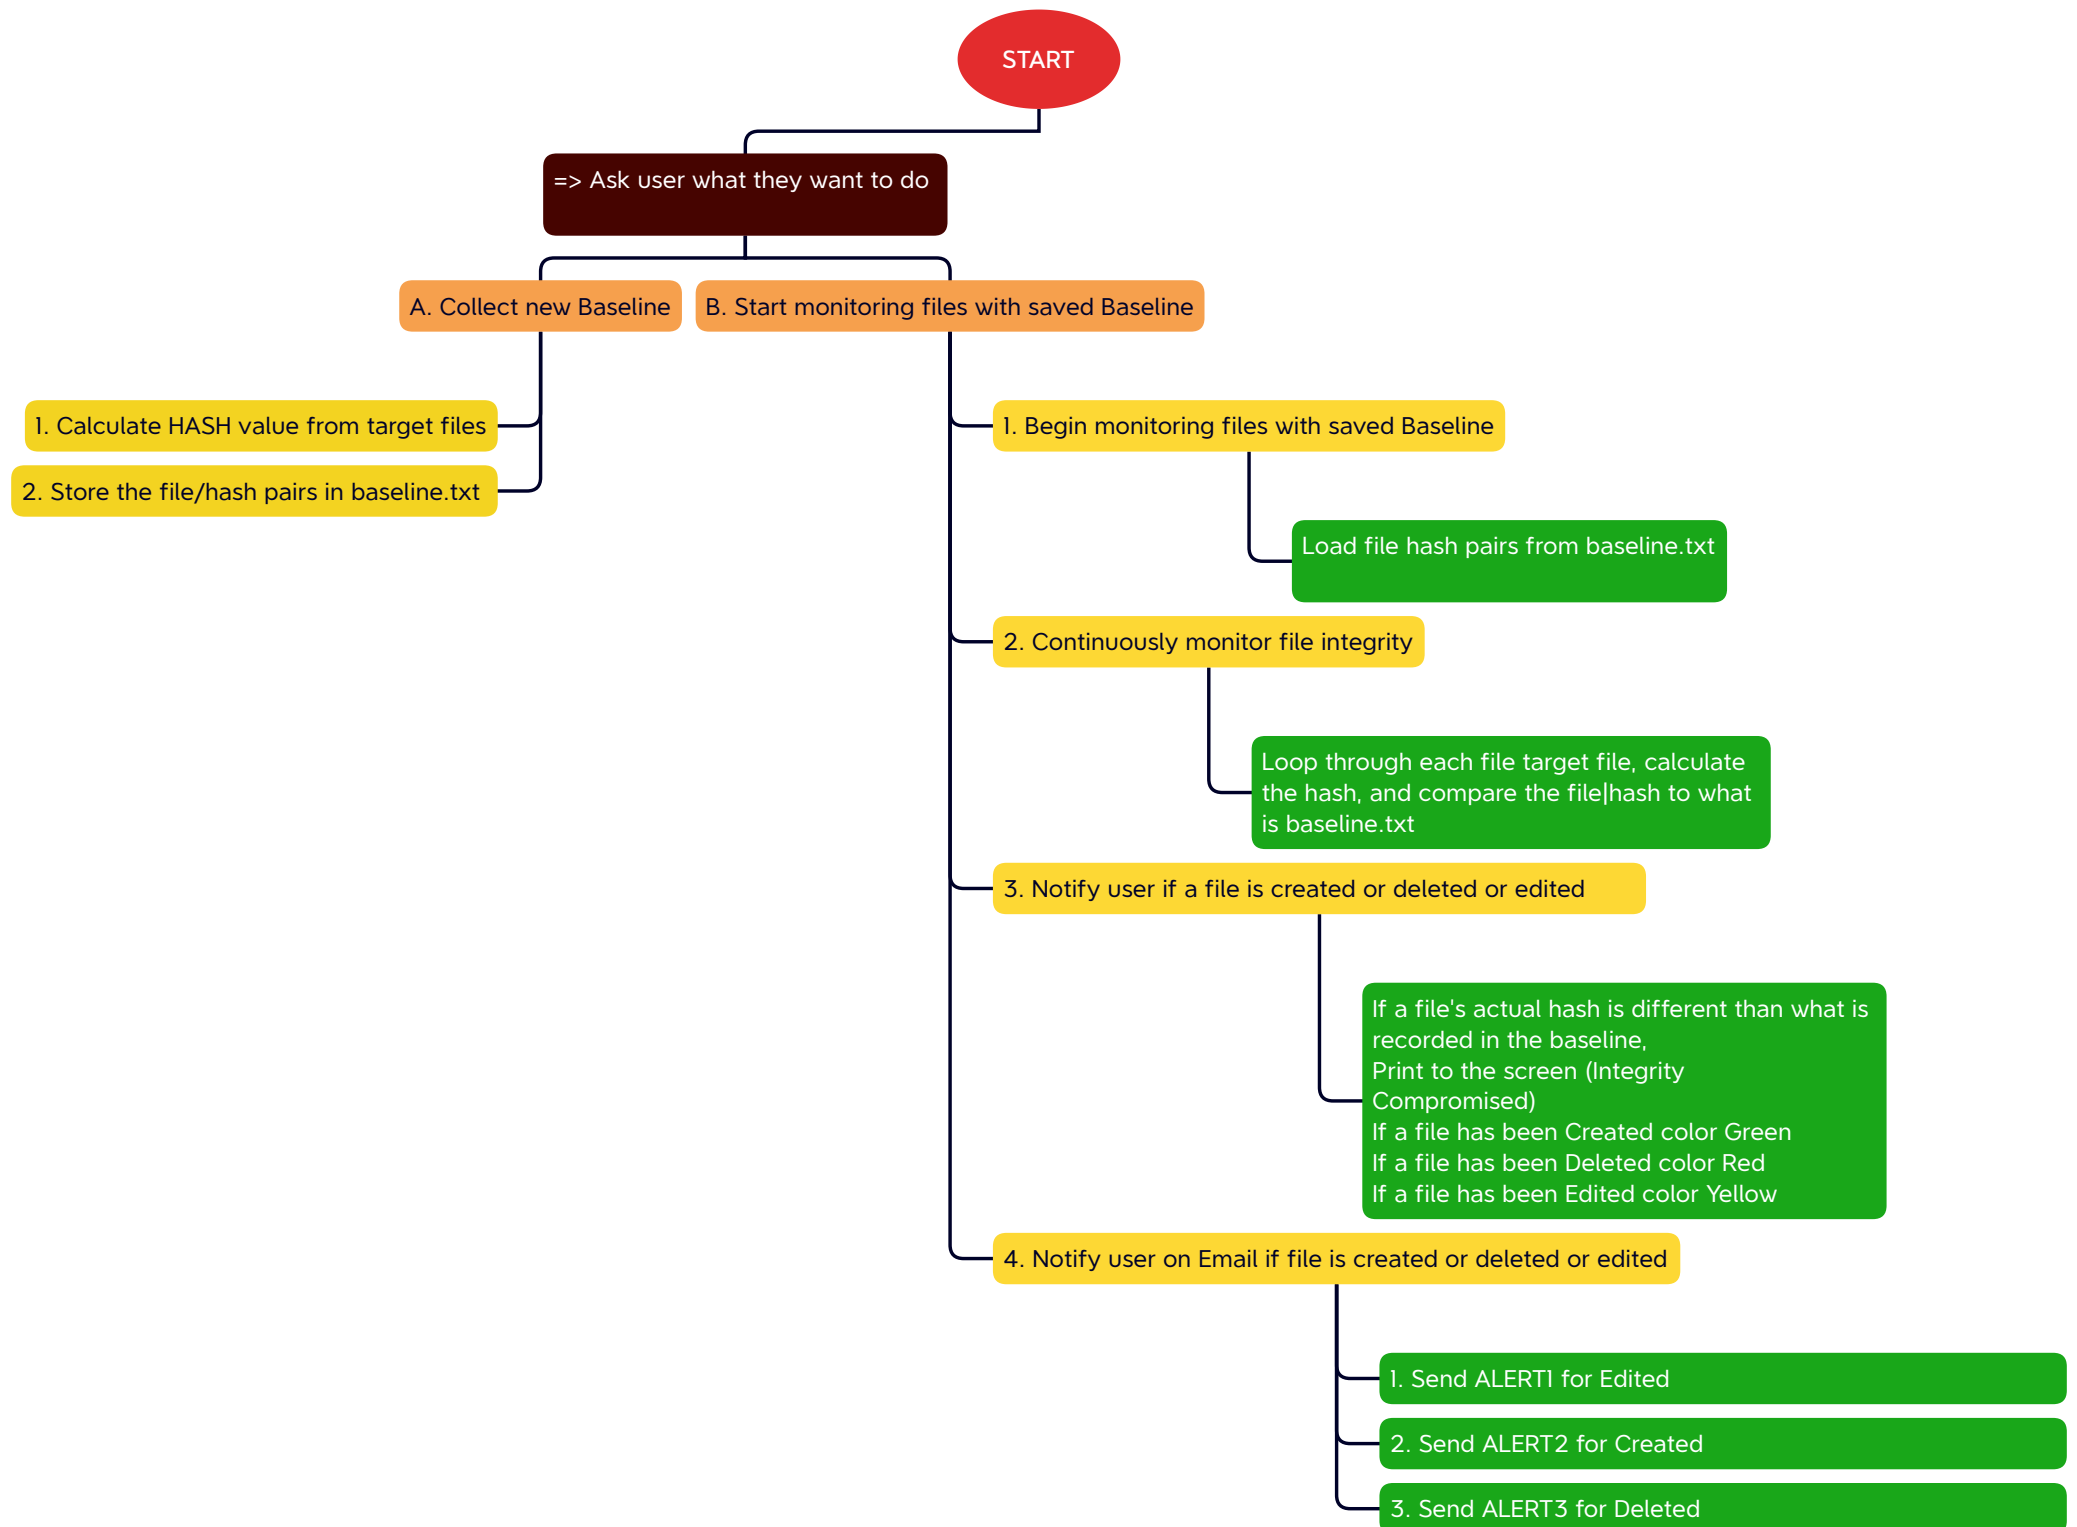 START
=> Ask user what they want to do
A. Collect new Baseline
B. Start monitoring files with saved Baseline
1. Calculate HASH value from target files
2. Store the file/hash pairs in baseline.txt
1. Begin monitoring files with saved Baseline
Load file hash pairs from baseline.txt
2. Continuously monitor file integrity
Loop through each file target file, calculate
the hash, and compare the file|hash to what
is baseline.txt
3. Notify user if a file is created or deleted or edited
If a file's actual hash is different than what is
recorded in the baseline,
Print to the screen (Integrity
Compromised)
If a file has been Created color Green
If a file has been Deleted color Red
If a file has been Edited color Yellow
4. Notify user on Email if file is created or deleted or edited
1. Send ALERT1 for Edited
2. Send ALERT2 for Created
3. Send ALERT3 for Deleted